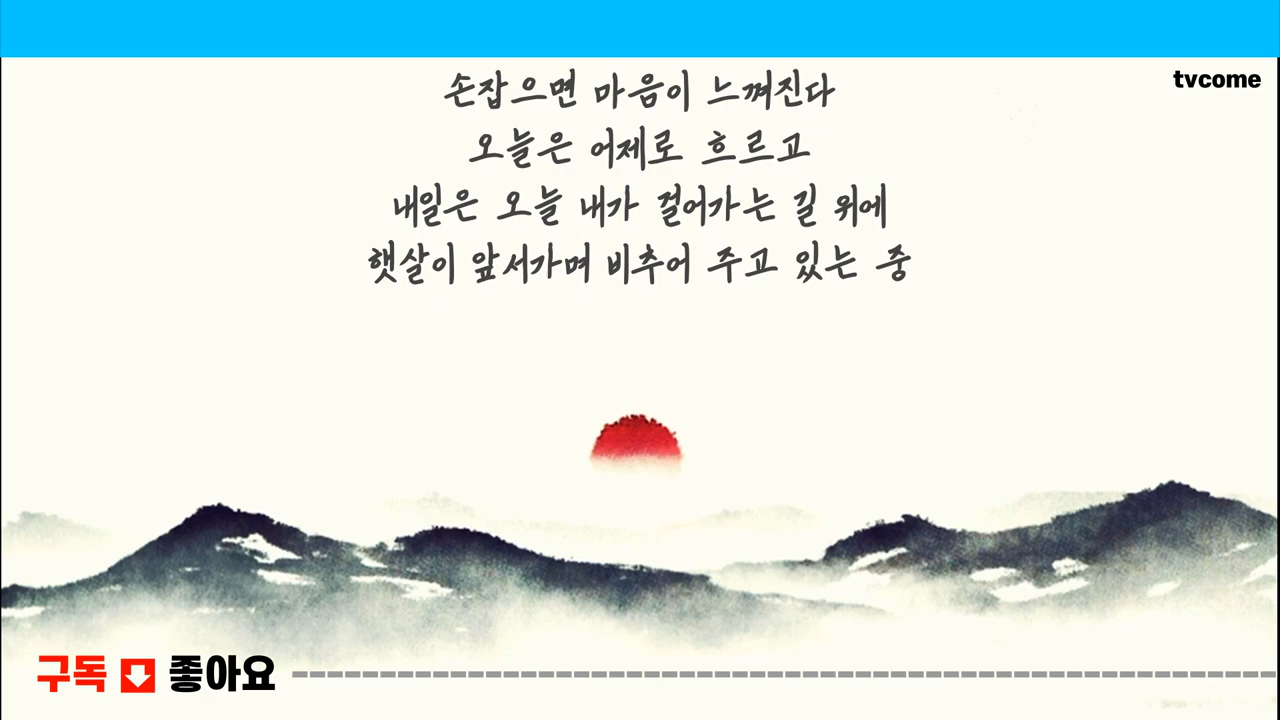 tvcome
손잡으면 마음이 느껴진다
오늘은 어제로 흐르고
내일은 오늘 내가 걸어가는 길 위에
햇살이 앞서가며 비추어 주고 있는 중
구독 좋아요